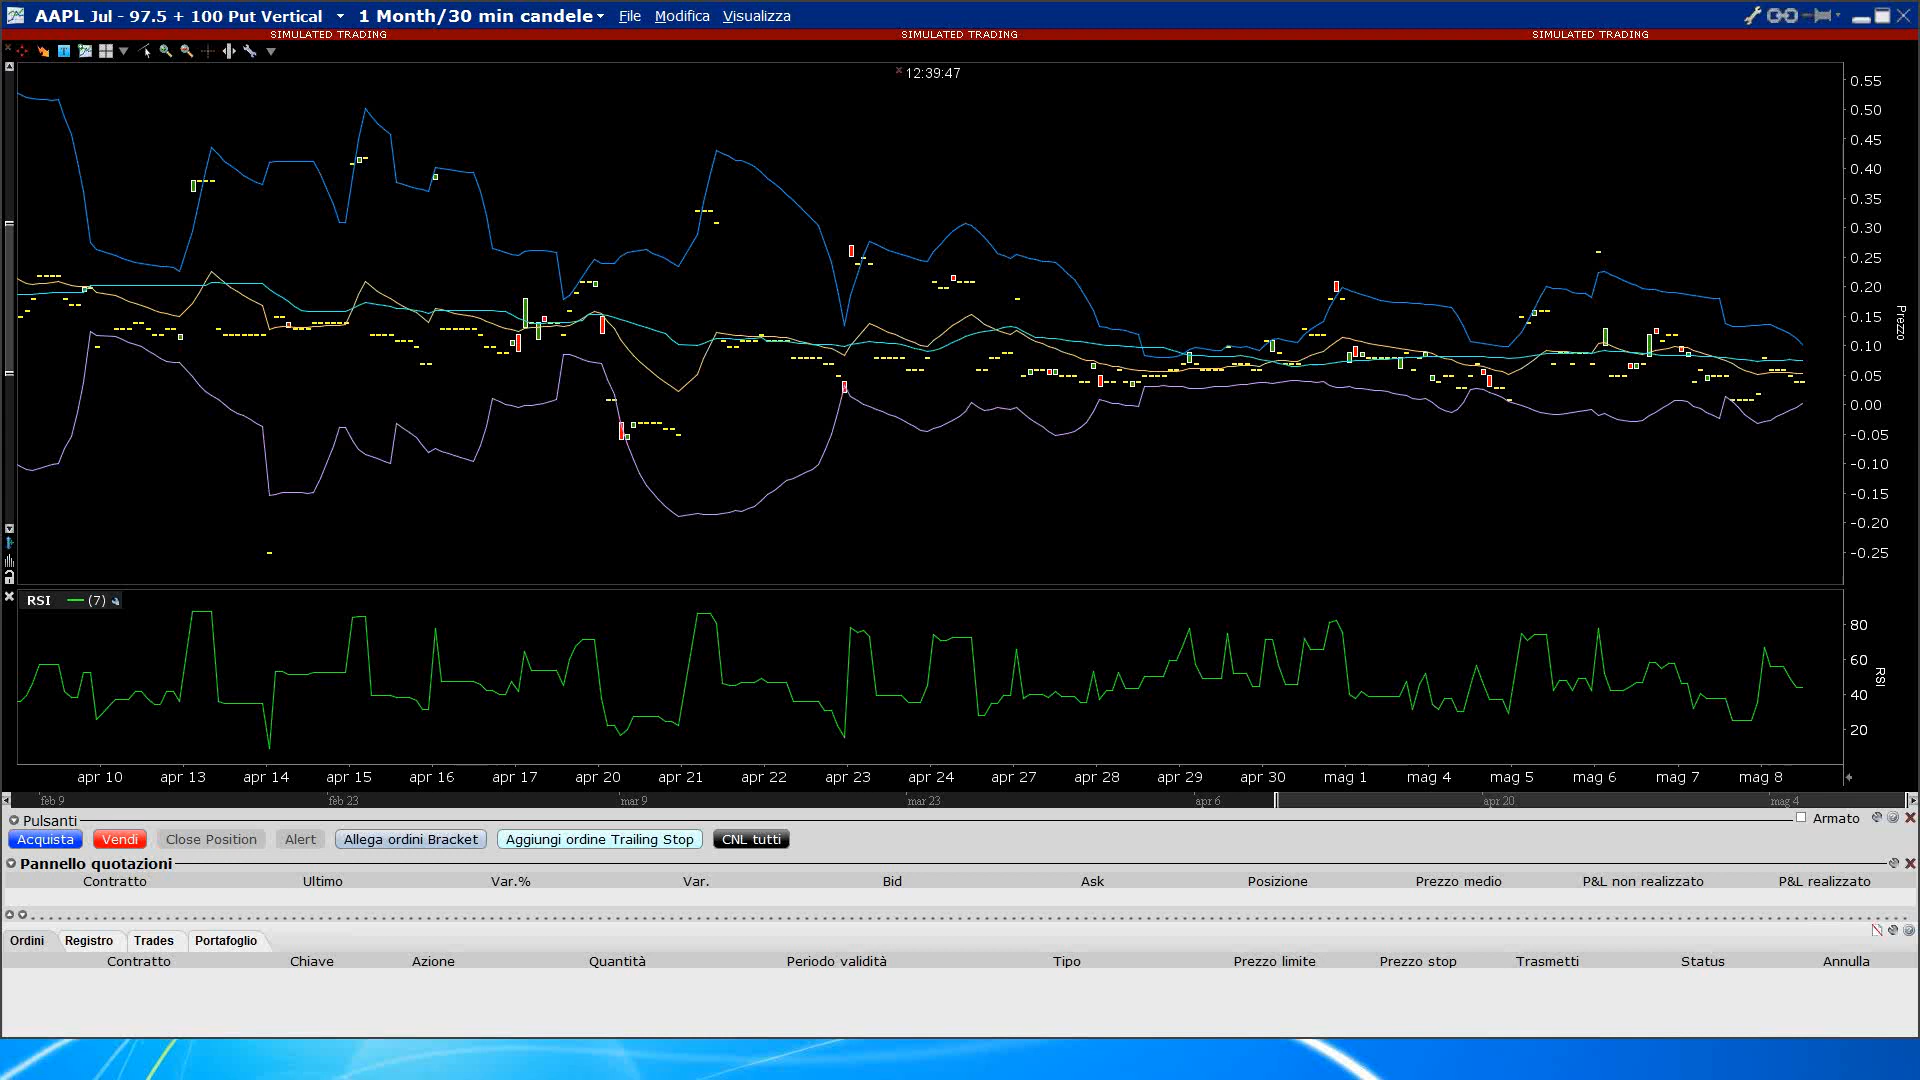 AAPL Jul - 97.5 + 100 Put Vertical 1 Month/30 min candele File Modifica Visualizza
SIMULATED TRADING SIMULATED TRADING SIMULATED TRADING
12:39:47
0.55
0.50
0.45
0.40
0.35
0.30
0.25
0.20
0.15
0.10
0.05
0.00
-0.05
-0.10
-0.15
-0.20
-0.25
Prezzo
RSI (7)
80
60
40
20
RSI
apr 10 apr 13 apr 14 apr 15 apr 16 apr 17 apr 20 apr 21 apr 22 apr 23 apr 24 apr 27 apr 28 apr 29 apr 30 mag 1 mag 4 mag 5 mag 6 mag 7 mag 8
feb 9 feb 23 mar 9 mar 23 apr 6 apr 20 mag 4
Pulsanti Armato
Acquista Vendi Close Position Alert Allega ordini Bracket Aggiungi ordine Trailing Stop CNL tutti
Pannello quotazioni
Contratto Ultimo Var.% Var. Bid Ask Posizione Prezzo medio P&L non realizzato P&L realizzato
Ordini Registro Trades Portafoglio
Contratto Chiave Azione Quantità Periodo validità Tipo Prezzo limite Prezzo stop Trasmetti Status Annulla